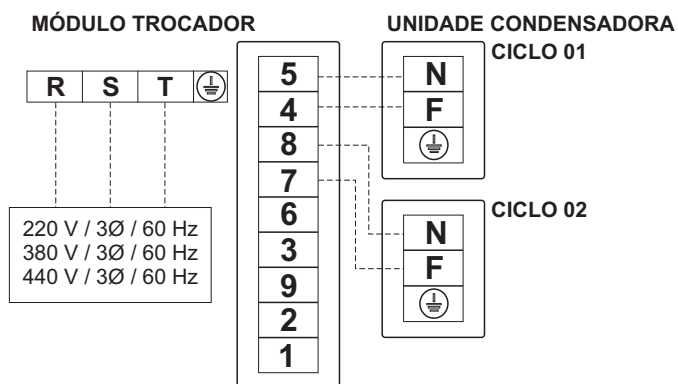 MÓDULO TROCADOR
R S T
220 V / 3Ø / 60 Hz
380 V / 3Ø / 60 Hz
440 V / 3Ø / 60 Hz
5
4
8
7
6
3
9
2
1
UNIDADE CONDENSADORA
CICLO 01
N
F
CICLO 02
N
F